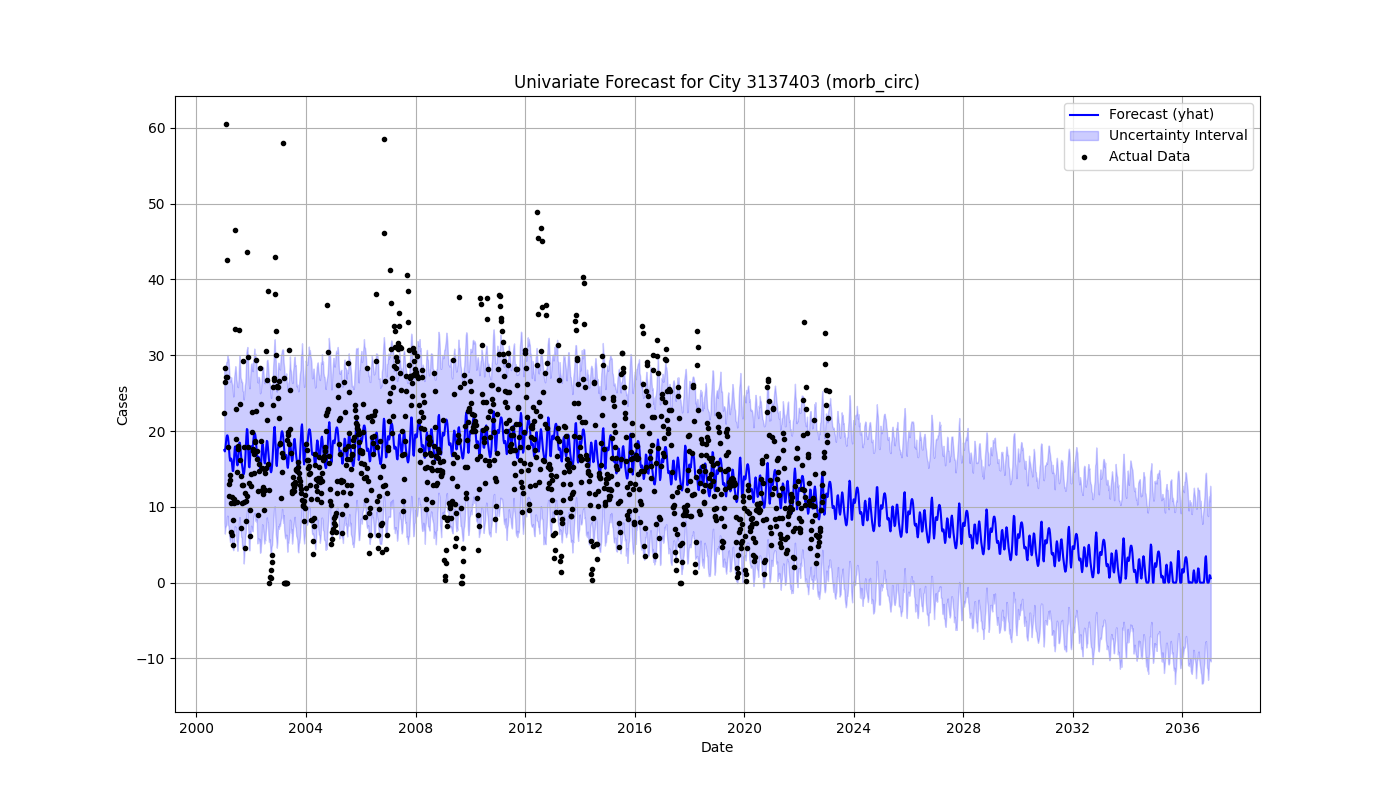 Univariate Forecast for City 3137403 (morb_circ)
Forecast (yhat)
Uncertainty Interval
Actual Data
60
50
40
30
20
10
0
−10
Cases
2000 2004 2008 2012 2016 2020 2024 2028 2032 2036
Date